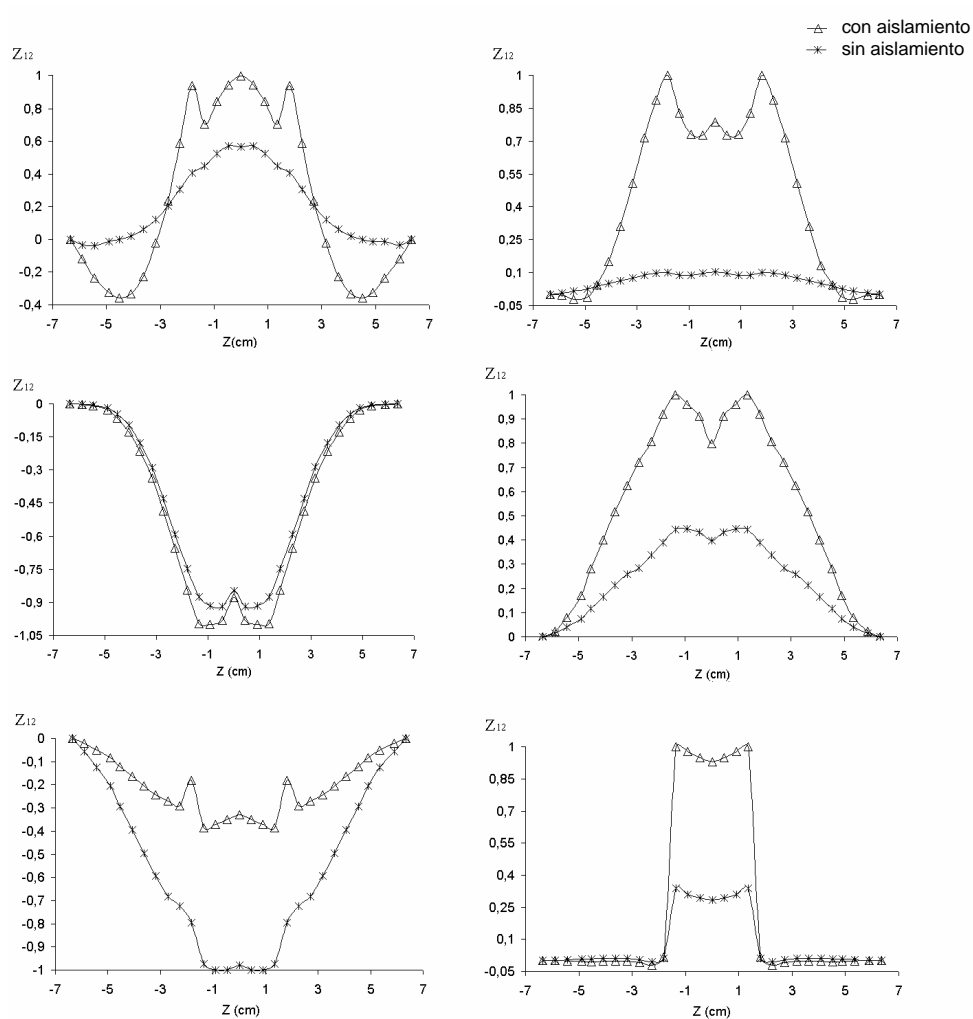 con aislamiento
sin aislamiento
Z12
1
0,8
0,6
0,4
0,2
0
-0,2
-0,4
-7 -5 -3 -1 1 3 5 7
Z(cm)
Z12
1
0,85
0,7
0,55
0,4
0,25
0,1
-0,05
-7 -5 -3 -1 1 3 5 7
Z (cm)
Z12
0
-0,15
-0,3
-0,45
-0,6
-0,75
-0,9
-1,05
-7 -5 -3 -1 1 3 5 7
Z (cm)
Z12
1
0,9
0,8
0,7
0,6
0,5
0,4
0,3
0,2
0,1
0
-7 -5 -3 -1 1 3 5 7
Z (cm)
Z12
0
-0,1
-0,2
-0,3
-0,4
-0,5
-0,6
-0,7
-0,8
-0,9
-1
-7 -5 -3 -1 1 3 5 7
Z (cm)
Z12
1
0,85
0,7
0,55
0,4
0,25
0,1
-0,05
-7 -5 -3 -1 1 3 5 7
Z (cm)